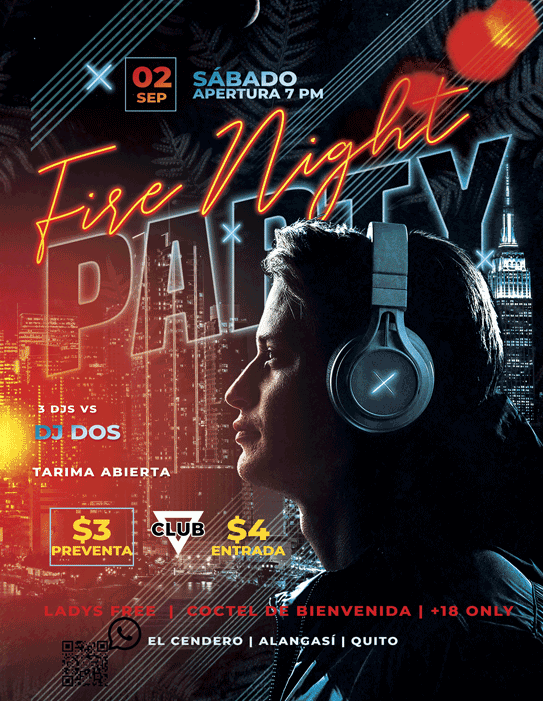 02
SEP
SÁBADO
APERTURA 7 PM
Fire Night
PARTY
3 DJS VS
DJ DOS
TARIMA ABIERTA
$3
PREVENTA
CLUB
$4
ENTRADA
LADYS FREE | COCTEL DE BIENVENIDA | +18 ONLY
EL CENDERO | ALANGASÍ | QUITO